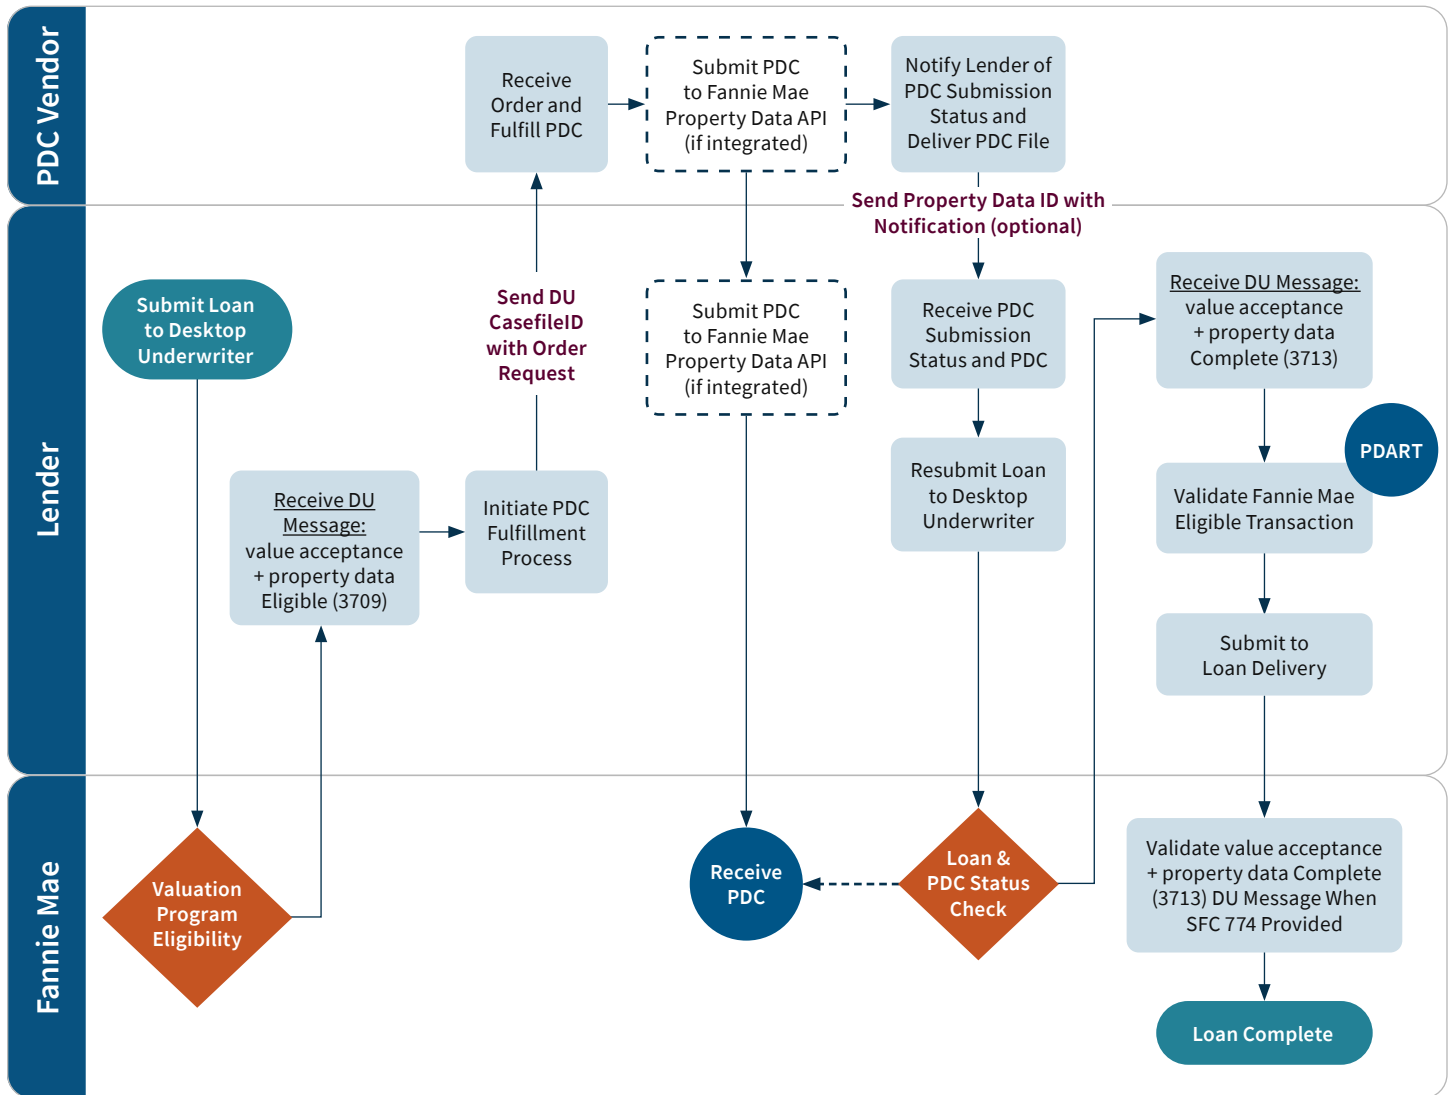 PDC Vendor
Receive
Order and
Fulfill PDC
Submit PDC
to Fannie Mae
Property Data API
(if integrated)
Notify Lender of
PDC Submission
Status and
Deliver PDC File
Send Property Data ID with
Notification (optional)
Lender
Submit Loan
to Desktop
Underwriter
Receive DU
Message:
value acceptance
+ property data
Eligible (3709)
Initiate PDC
Fulfillment
Process
Send DU
CasefileID
with Order
Request
Submit PDC
to Fannie Mae
Property Data API
(if integrated)
Receive PDC
Submission
Status and PDC
Resubmit Loan
to Desktop
Underwriter
Receive DU Message:
value acceptance
+ property data
Complete (3713)
PDART
Validate Fannie Mae
Eligible Transaction
Submit to
Loan Delivery
Fannie Mae
Valuation
Program
Eligibility
Receive
PDC
Loan &
PDC Status
Check
Validate value acceptance
+ property data Complete
(3713) DU Message When
SFC 774 Provided
Loan Complete